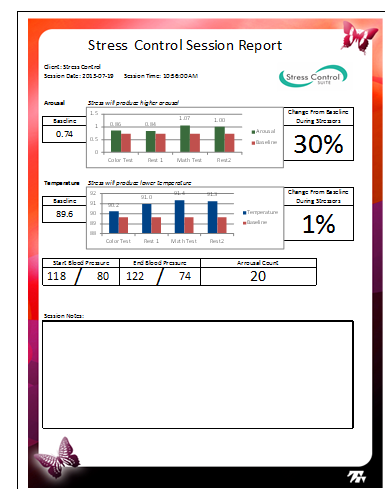 Stress Control Session Report
Client: Stress Control
Session Date: 2013-07-19 Session Time: 10:56:00AM
Stress Control
SUITE
Arousal Stress will produce higher arousal
Baseline
0.74
1.5
1
0.5
0
0.86 0.84 1.07 1.00
Color Test Rest 1 Math Test Rest2
Arousal
Baseline
Change From Baseline
During Stressors
30%
Temperature Stress will produce lower temperature
Baseline
89.6
92
91
90
89
88
90.2 91.0 91.3
Color Test Rest 1 Math Test Rest2
Temperature
Baseline
Change From Baseline
During Stressors
1%
Start Blood Pressure End Blood Pressure Arrousal Count
118 / 80 122 / 74 20
Session Notes: